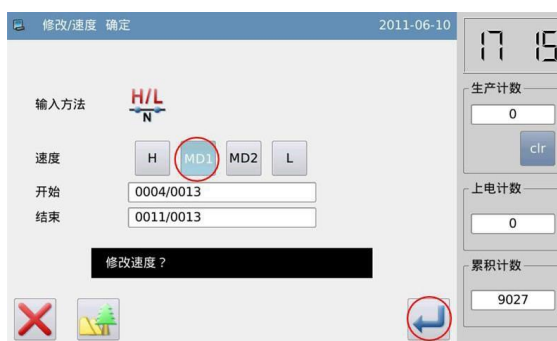 修改/速度 确定 2011-06-10
17 15
输入方法 H/L N
速度 H MD1 MD2 L
开始 0004/0013
结束 0011/0013
修改速度？
生产计数
0
clr
上电计数
0
累积计数
9027